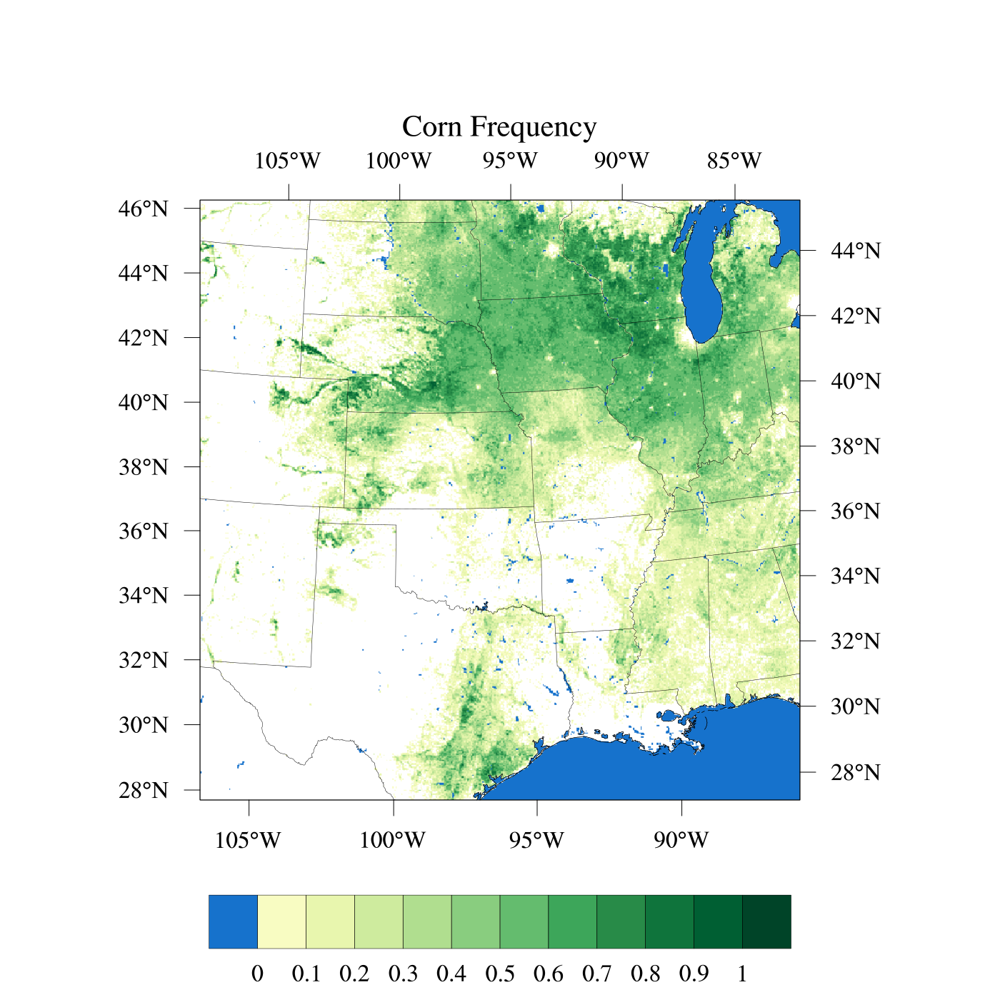 Corn Frequency
105°W 100°W 95°W 90°W 85°W
46°N
44°N 44°N
42°N 42°N
40°N 40°N
38°N 38°N
36°N 36°N
34°N 34°N
32°N 32°N
30°N 30°N
28°N 28°N
105°W 100°W 95°W 90°W
0 0.1 0.2 0.3 0.4 0.5 0.6 0.7 0.8 0.9 1